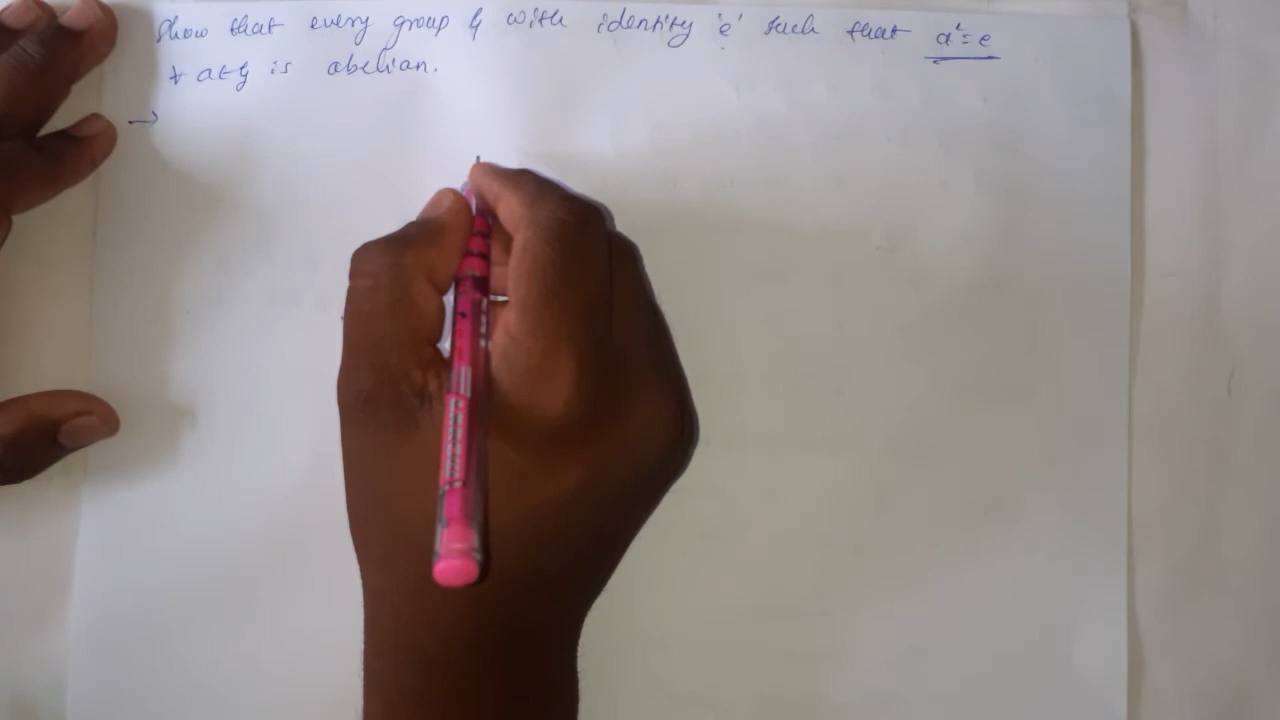 Show that every group G with identity 'e' such that a²=e
∀ a∈G is abelian.
→